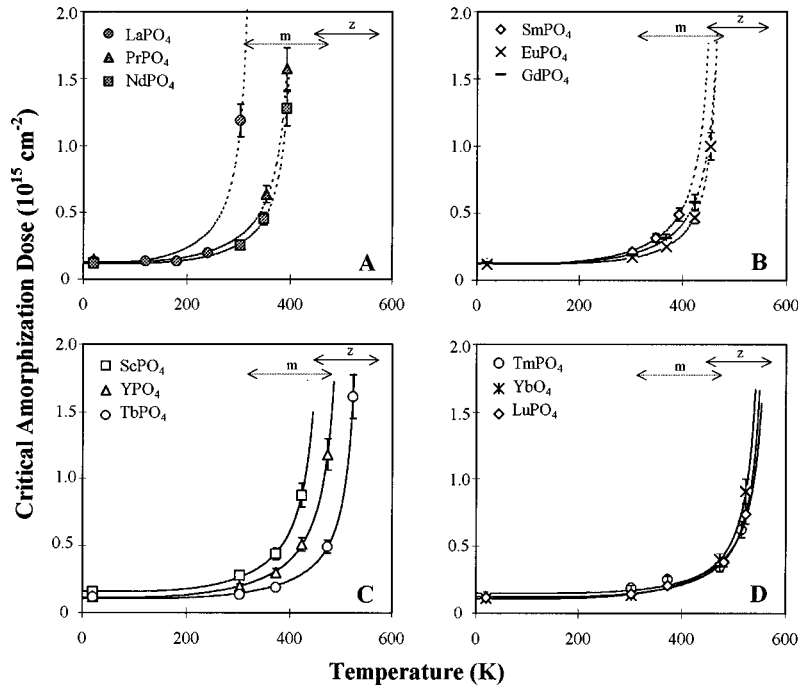 Critical Amorphization Dose (10¹⁵ cm⁻²)
2.0
1.5
1.0
0.5
0
0
200
400
600
LaPO₄
PrPO₄
NdPO₄
m
z
A
2.0
1.5
1.0
0.5
0
0
200
400
600
SmPO₄
EuPO₄
GdPO₄
m
z
B
2.0
1.5
1.0
0.5
0
0
200
400
600
ScPO₄
YPO₄
TbPO₄
m
z
C
2.0
1.5
1.0
0.5
0
0
200
400
600
TmPO₄
YbO₄
LuPO₄
m
z
D
Temperature (K)